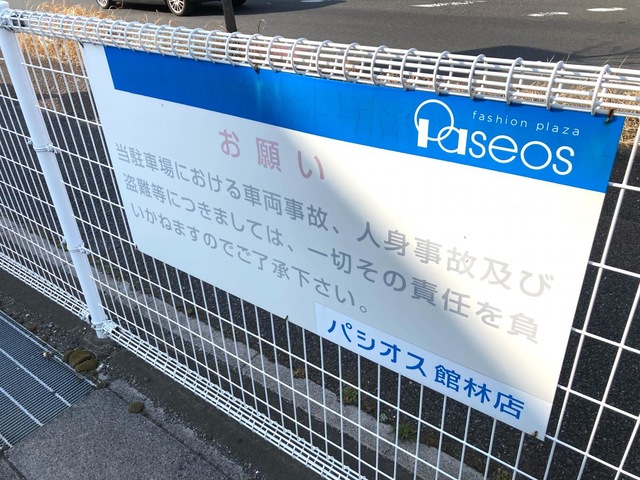 fashion plaza
Paseos
お願い
当駐車場における車両事故、人身事故及び
盗難等につきましては、一切その責任を負
いかねますのでご了承下さい。
パシオス館林店